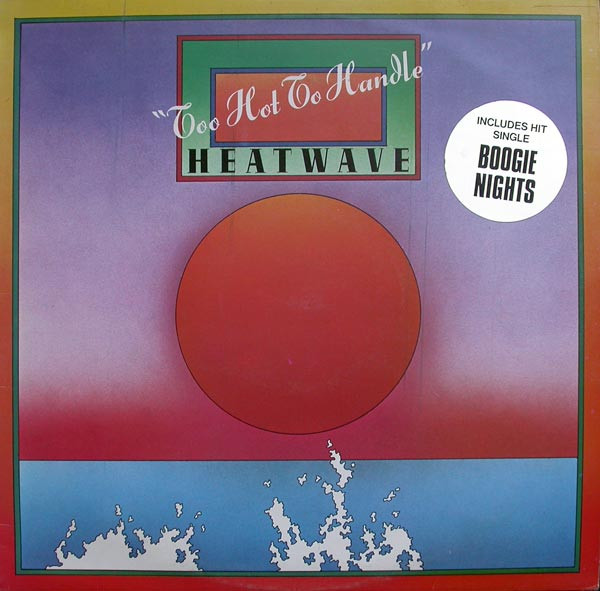 "Too Hot To Handle"
HEATWAVE
INCLUDES HIT
SINGLE
BOOGIE
NIGHTS